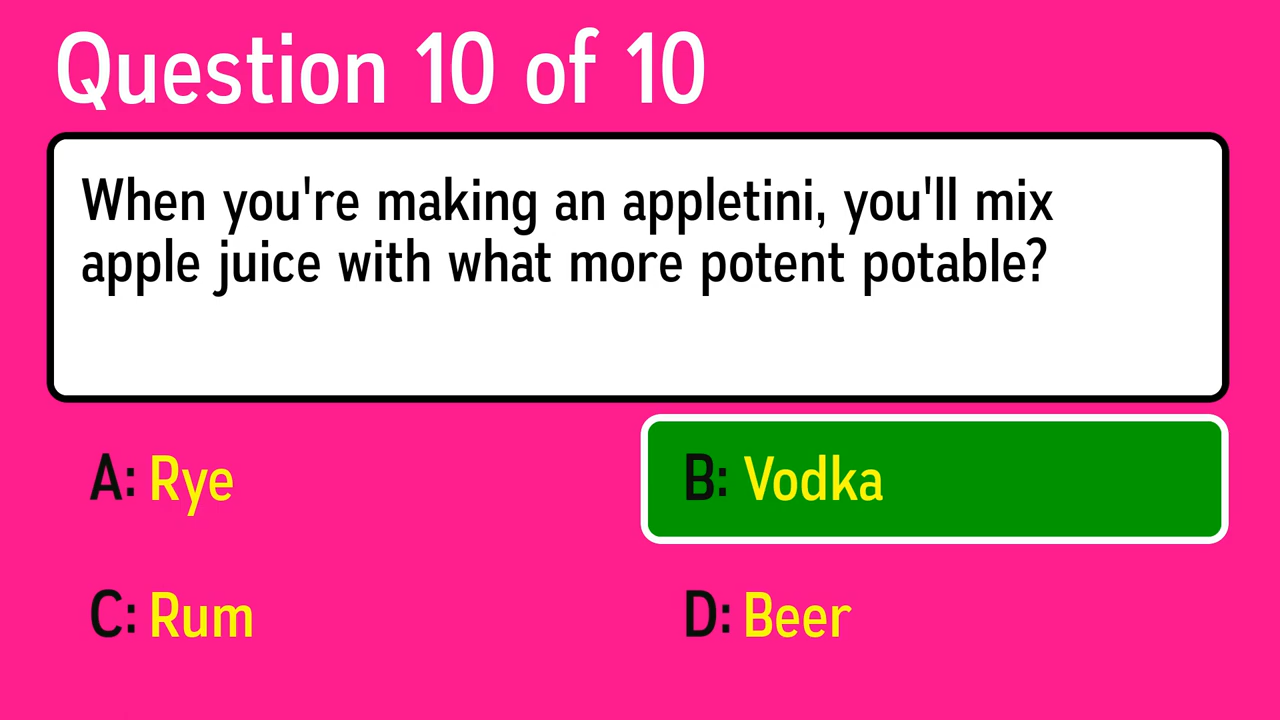 Question 10 of 10
When you're making an appletini, you'll mix
apple juice with what more potent potable?
A: Rye
B: Vodka
C: Rum
D: Beer